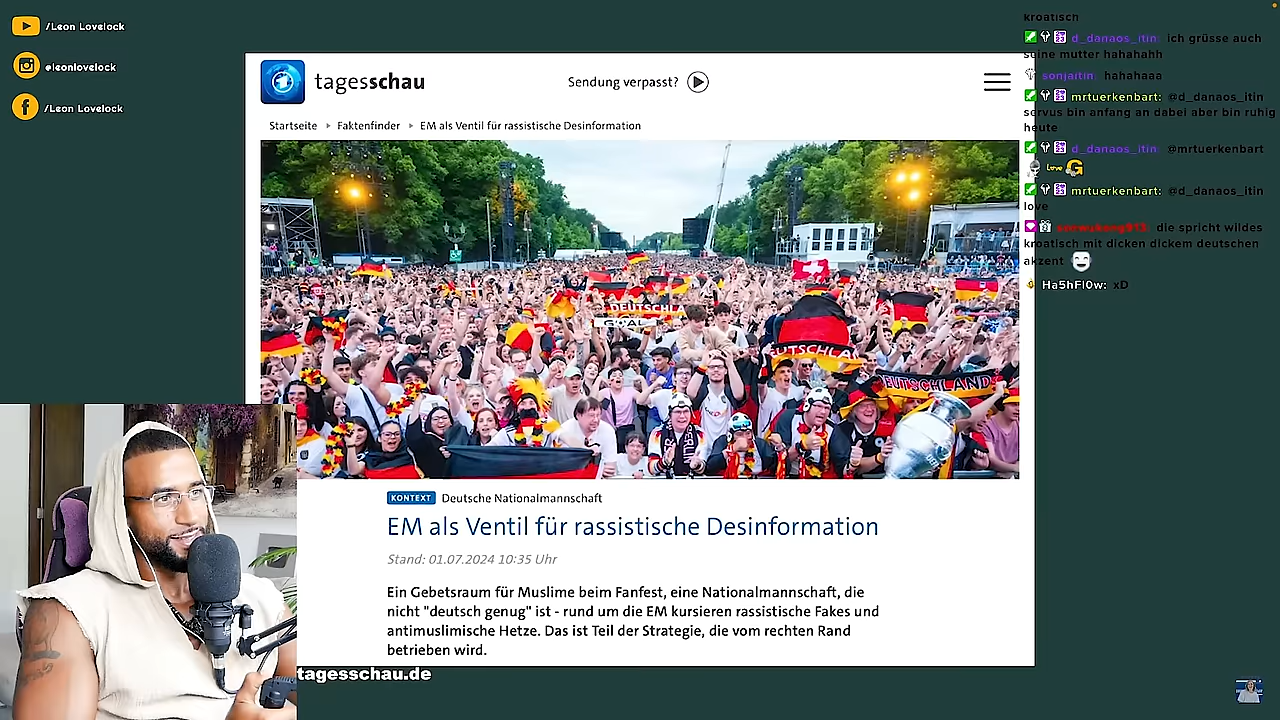 /Leon Lovelock
@leonlovelock
/Leon Lovelock
tagesschau
Sendung verpasst?
Startseite
Faktenfinder
EM als Ventil für rassistische Desinformation
DEUTSCHLAND
GOAL
DEUTSCHLAND
KONTEXT Deutsche Nationalmannschaft
EM als Ventil für rassistische Desinformation
Stand: 01.07.2024 10:35 Uhr
Ein Gebetsraum für Muslime beim Fanfest, eine Nationalmannschaft, die
nicht "deutsch genug" ist - rund um die EM kursieren rassistische Fakes und
antimuslimische Hetze. Das ist Teil der Strategie, die vom rechten Rand
betrieben wird.
tagesschau.de
kroatisch
d_danaos_itin: ich grüsse auch
seine mutter hahahahh
sonjaitin: hahahaaa
mrtuerkenbart: @d_danaos_itin
servus bin anfang an dabei aber bin ruhig
heute
d_danaos_itin: @mrtuerkenbart
Love G
mrtuerkenbart: @d_danaos_itin
love
die spricht wildes
kroatisch mit dicken dickem deutschen
akzent
Ha5hFl0w: xD